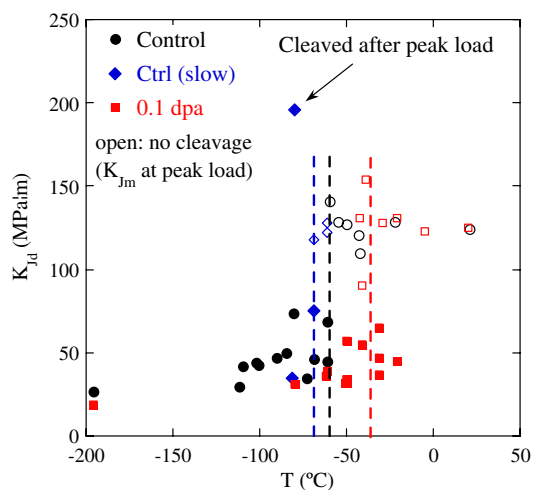 Control
Ctrl (slow)
0.1 dpa
open: no cleavage
(K_Jm at peak load)
Cleaved after peak load
250
200
150
100
50
0
K_Jd (MPa¦m)
-200
-150
-100
-50
0
50
T (ºC)